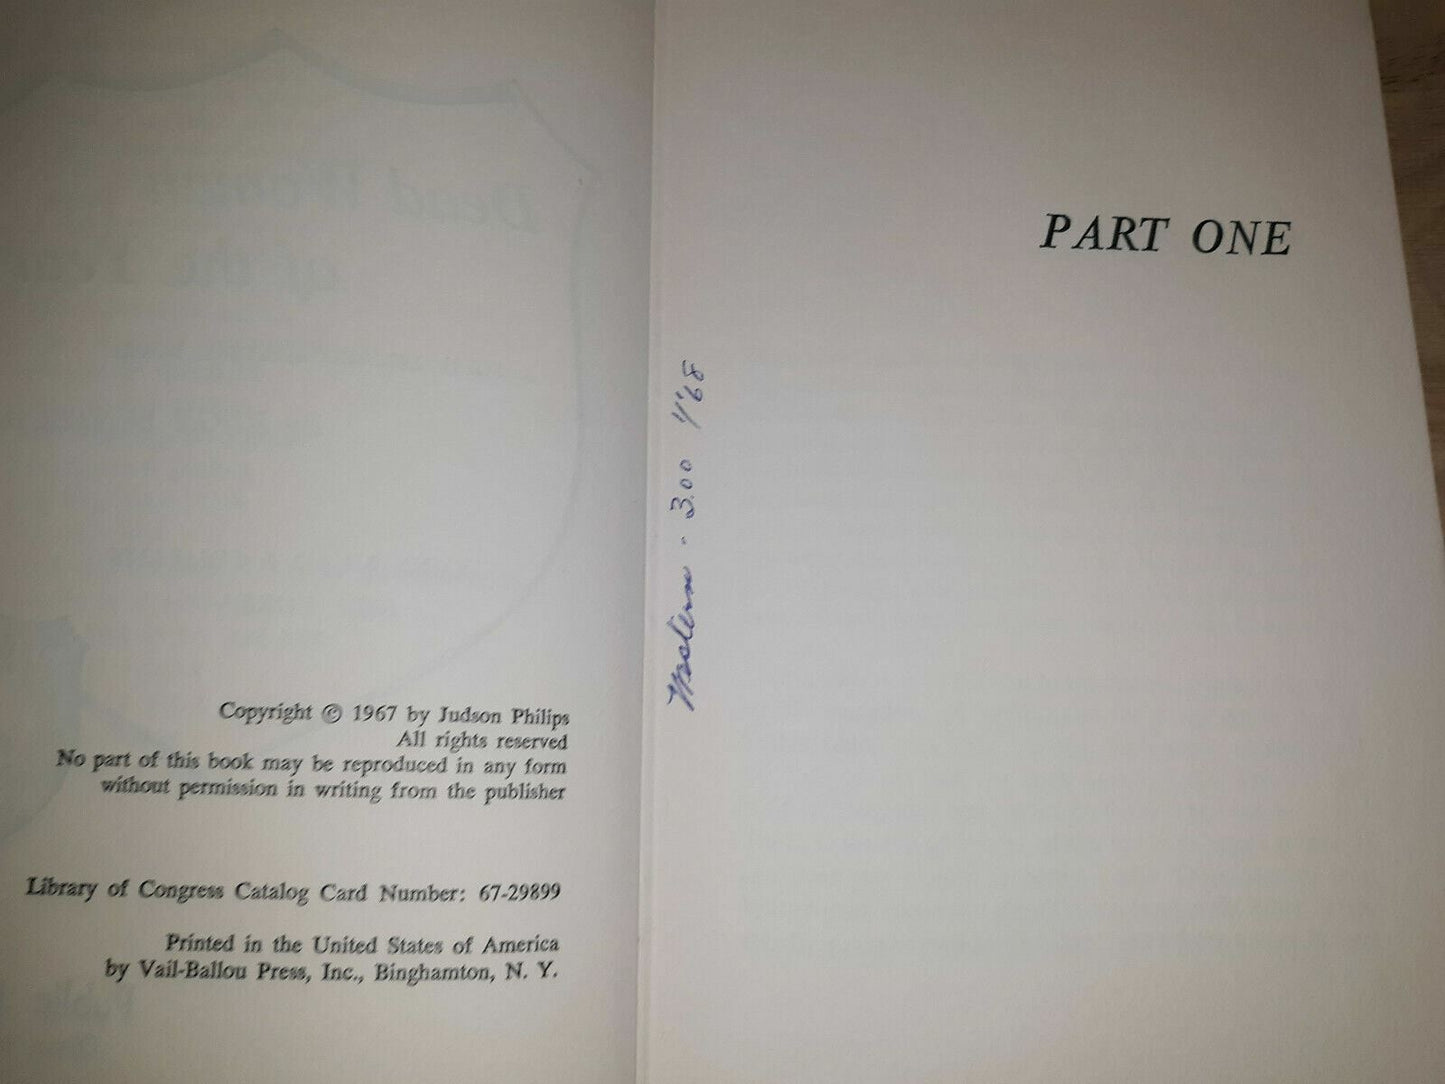 Copyright © 1967 by Judson Philips
All rights reserved
No part of this book may be reproduced in any form
without permission in writing from the publisher
Library of Congress Catalog Card Number: 67-29899
Printed in the United States of America
by Vail-Ballou Press, Inc., Binghamton, N. Y.
PART ONE
3.00 1/'68